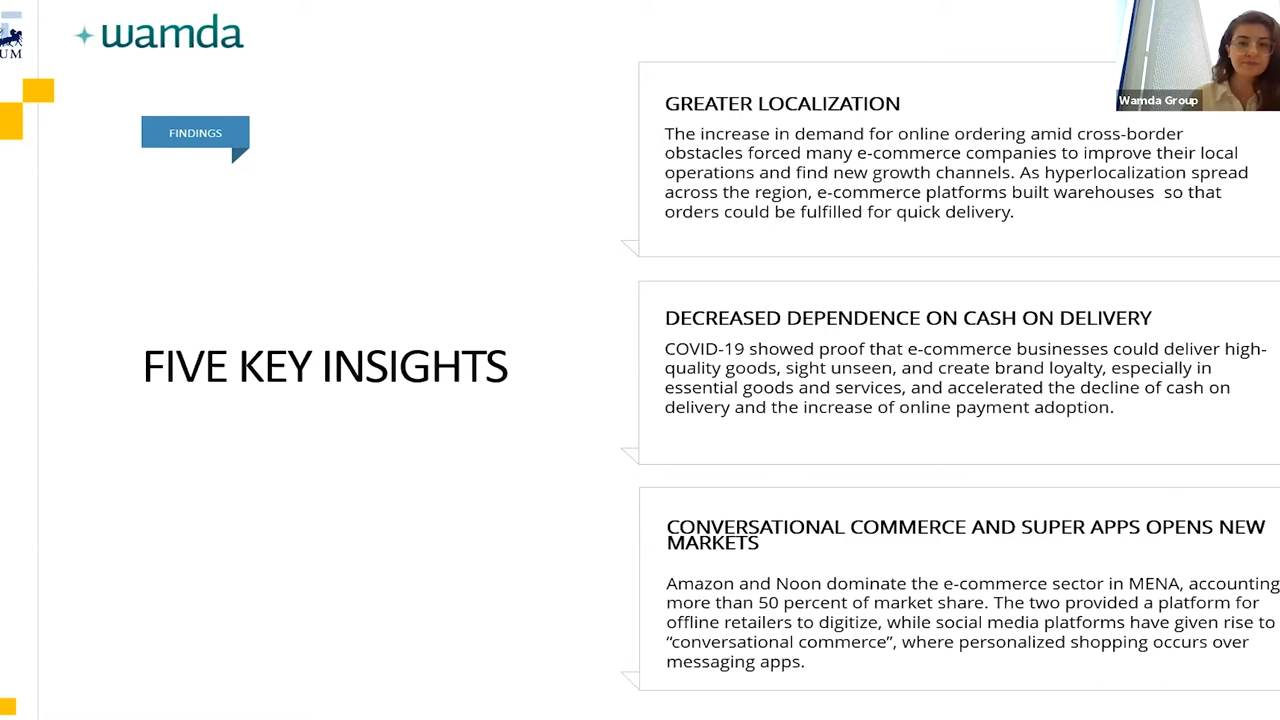 UM
wamda
Wamda Group
FINDINGS
FIVE KEY INSIGHTS
GREATER LOCALIZATION
The increase in demand for online ordering amid cross-border
obstacles forced many e-commerce companies to improve their local
operations and find new growth channels. As hyperlocalization spread
across the region, e-commerce platforms built warehouses so that
orders could be fulfilled for quick delivery.
DECREASED DEPENDENCE ON CASH ON DELIVERY
COVID-19 showed proof that e-commerce businesses could deliver high-
quality goods, sight unseen, and create brand loyalty, especially in
essential goods and services, and accelerated the decline of cash on
delivery and the increase of online payment adoption.
CONVERSATIONAL COMMERCE AND SUPER APPS OPENS NEW
MARKETS
Amazon and Noon dominate the e-commerce sector in MENA, accounting
more than 50 percent of market share. The two provided a platform for
offline retailers to digitize, while social media platforms have given rise to
“conversational commerce”, where personalized shopping occurs over
messaging apps.